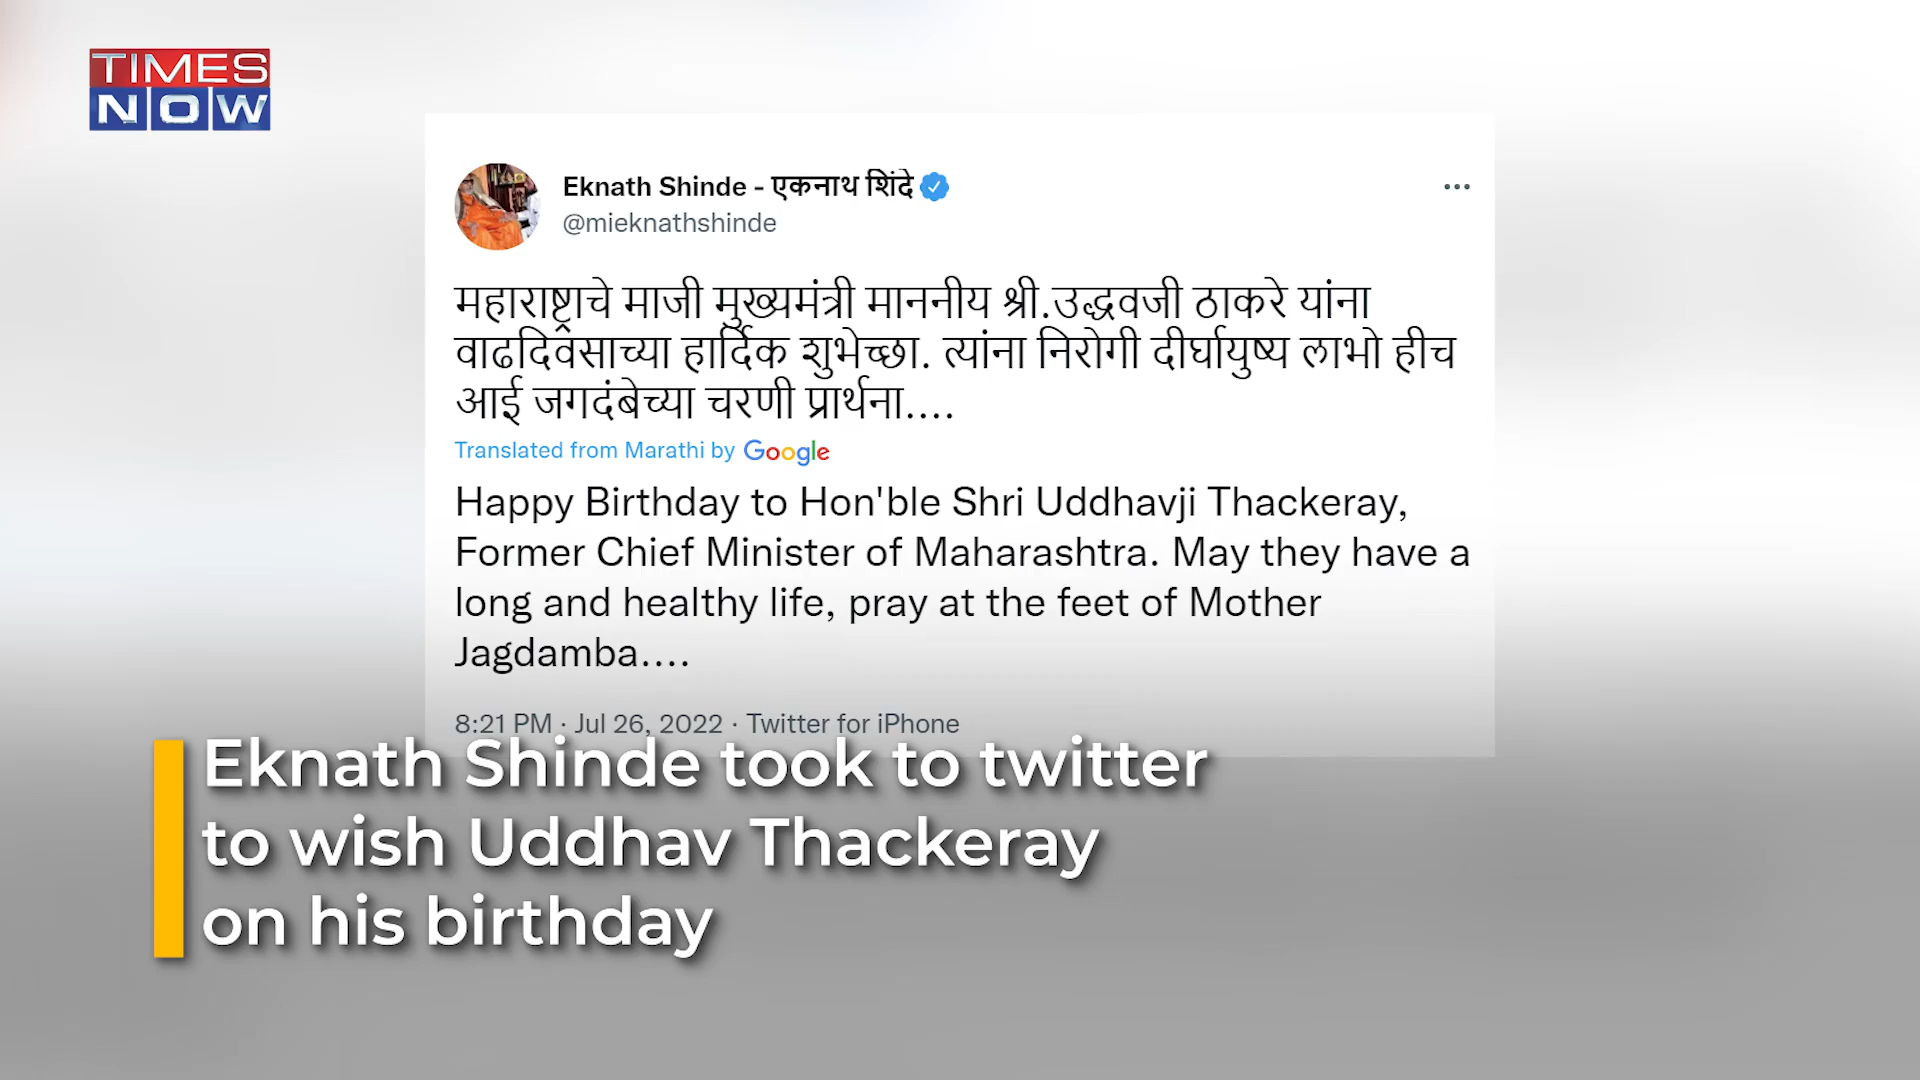 TIMES
NOW
Eknath Shinde - एकनाथ शिंदे
@mieknathshinde
महाराष्ट्राचे माजी मुख्यमंत्री माननीय श्री.उद्धवजी ठाकरे यांना
वाढदिवसाच्या हार्दिक शुभेच्छा. त्यांना निरोगी दीर्घायुष्य लाभो हीच
आई जगदंबेच्या चरणी प्रार्थना....
Translated from Marathi by Google
Happy Birthday to Hon'ble Shri Uddhavji Thackeray,
Former Chief Minister of Maharashtra. May they have a
long and healthy life, pray at the feet of Mother
Jagdamba....
8:21 PM · Jul 26, 2022 · Twitter for iPhone
Eknath Shinde took to twitter
to wish Uddhav Thackeray
on his birthday